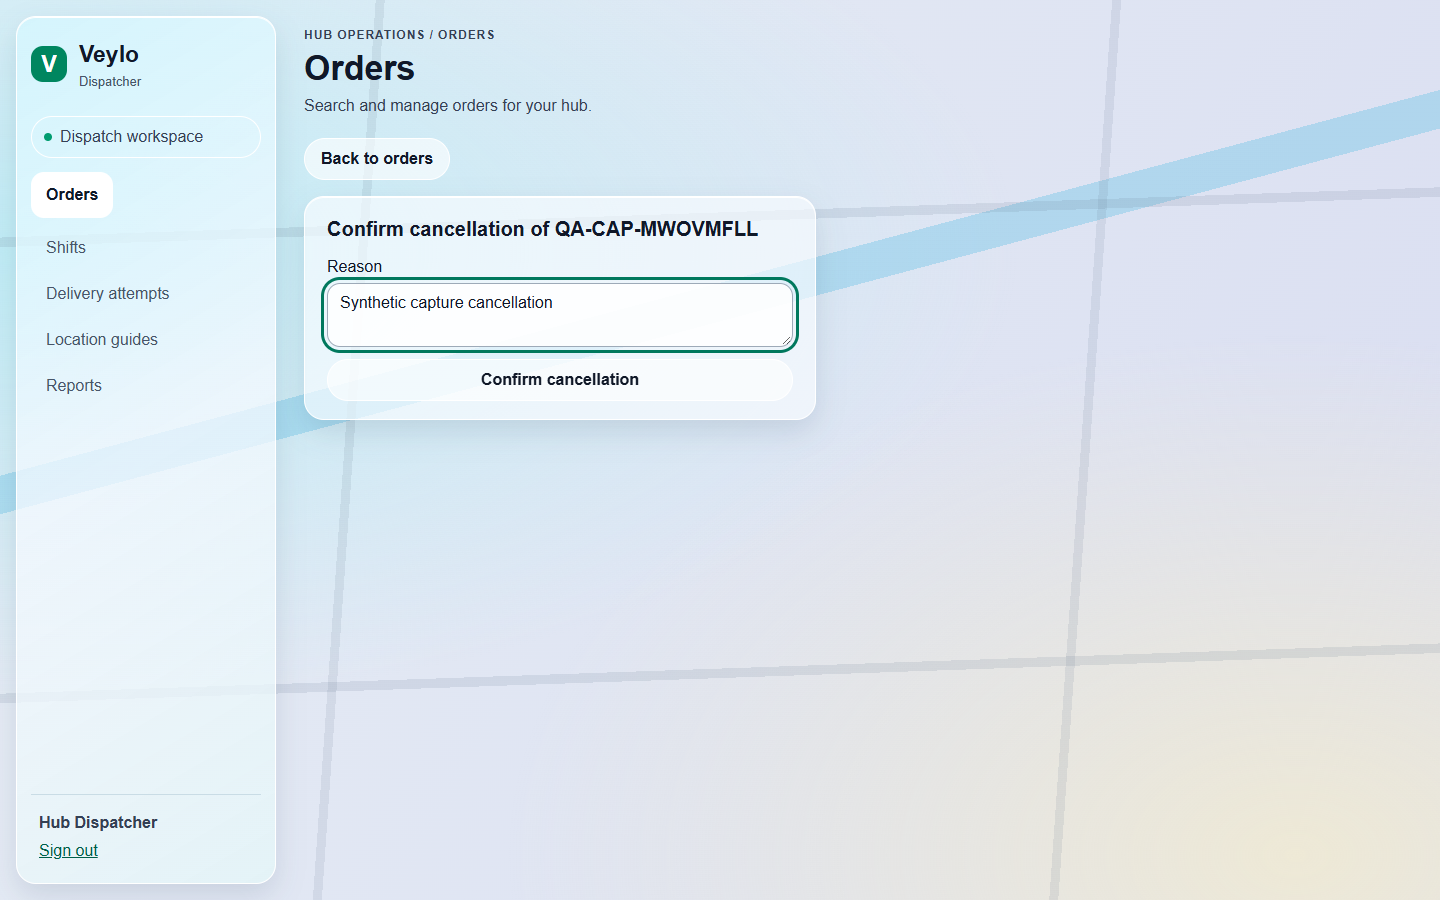 V
Veylo
Dispatcher
Dispatch workspace
Orders
Shifts
Delivery attempts
Location guides
Reports
Hub Dispatcher
Sign out
HUB OPERATIONS / ORDERS
Orders
Search and manage orders for your hub.
Back to orders
Confirm cancellation of QA-CAP-MWOVMFLL
Reason
Synthetic capture cancellation
Confirm cancellation